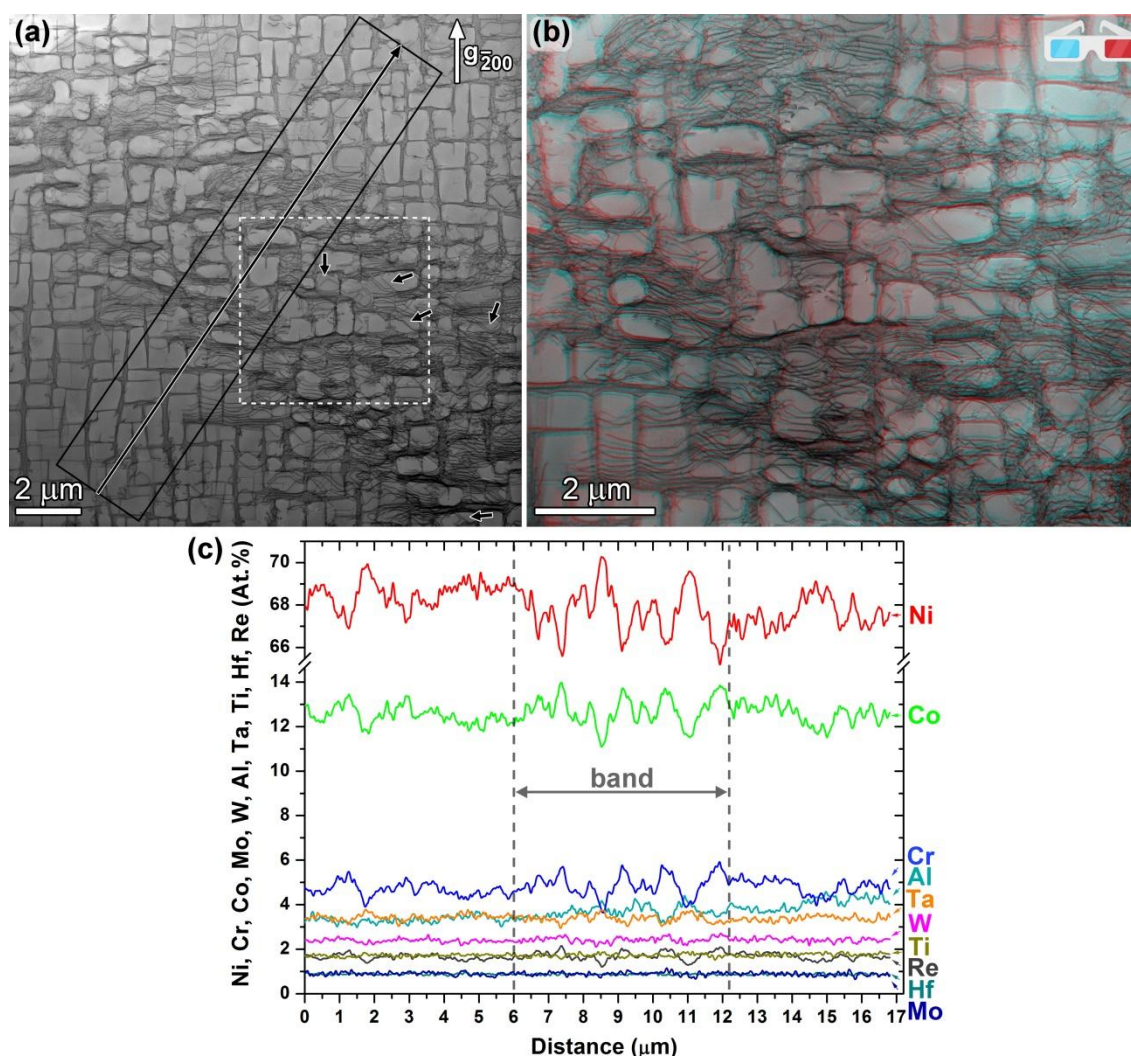 (a)
g2̄00
2 μm
(b)
2 μm
(c)
Ni, Cr, Co, Mo, W, Al, Ta, Ti, Hf, Re (At.%)
70
68
66
14
12
10
8
6
4
2
0
band
Ni
Co
Cr
Al
Ta
W
Ti
Re
Hf
Mo
0 1 2 3 4 5 6 7 8 9 10 11 12 13 14 15 16 17
Distance (μm)